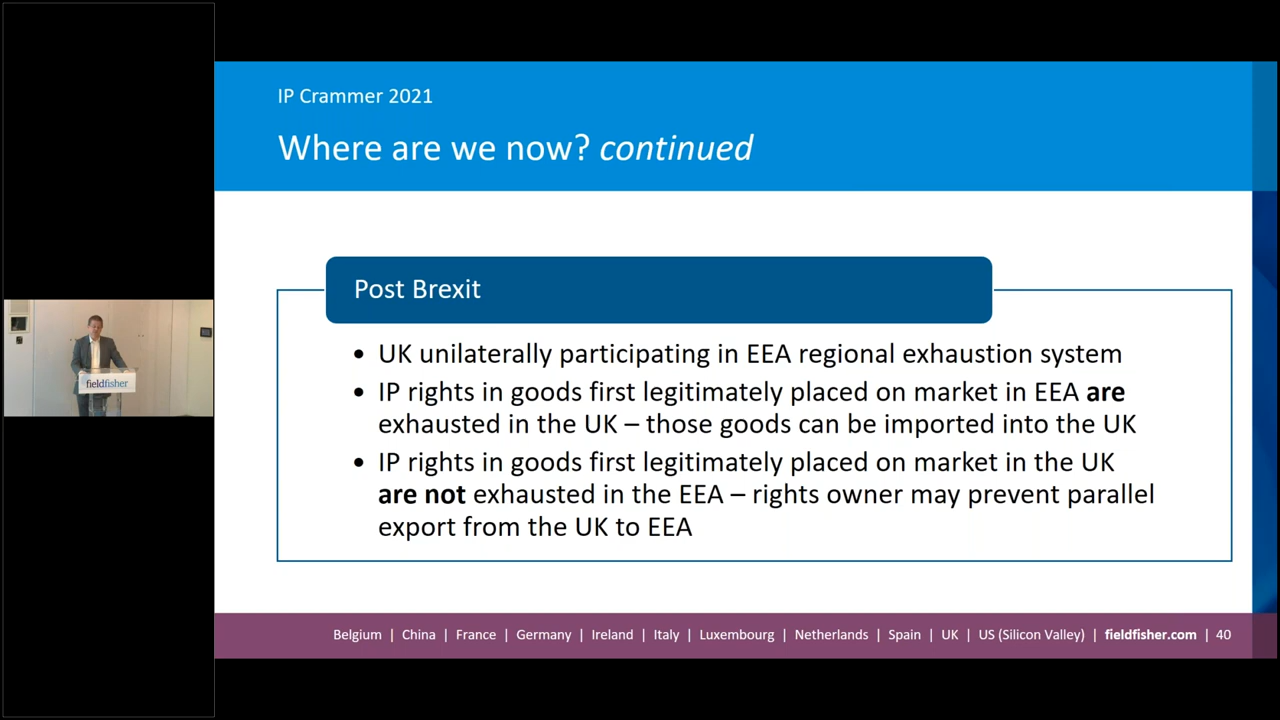 IP Crammer 2021
Where are we now? continued
Post Brexit
• UK unilaterally participating in EEA regional exhaustion system
• IP rights in goods first legitimately placed on market in EEA are
exhausted in the UK – those goods can be imported into the UK
• IP rights in goods first legitimately placed on market in the UK
are not exhausted in the EEA – rights owner may prevent parallel
export from the UK to EEA
fieldfisher
Belgium | China | France | Germany | Ireland | Italy | Luxembourg | Netherlands | Spain | UK | US (Silicon Valley) | fieldfisher.com | 40